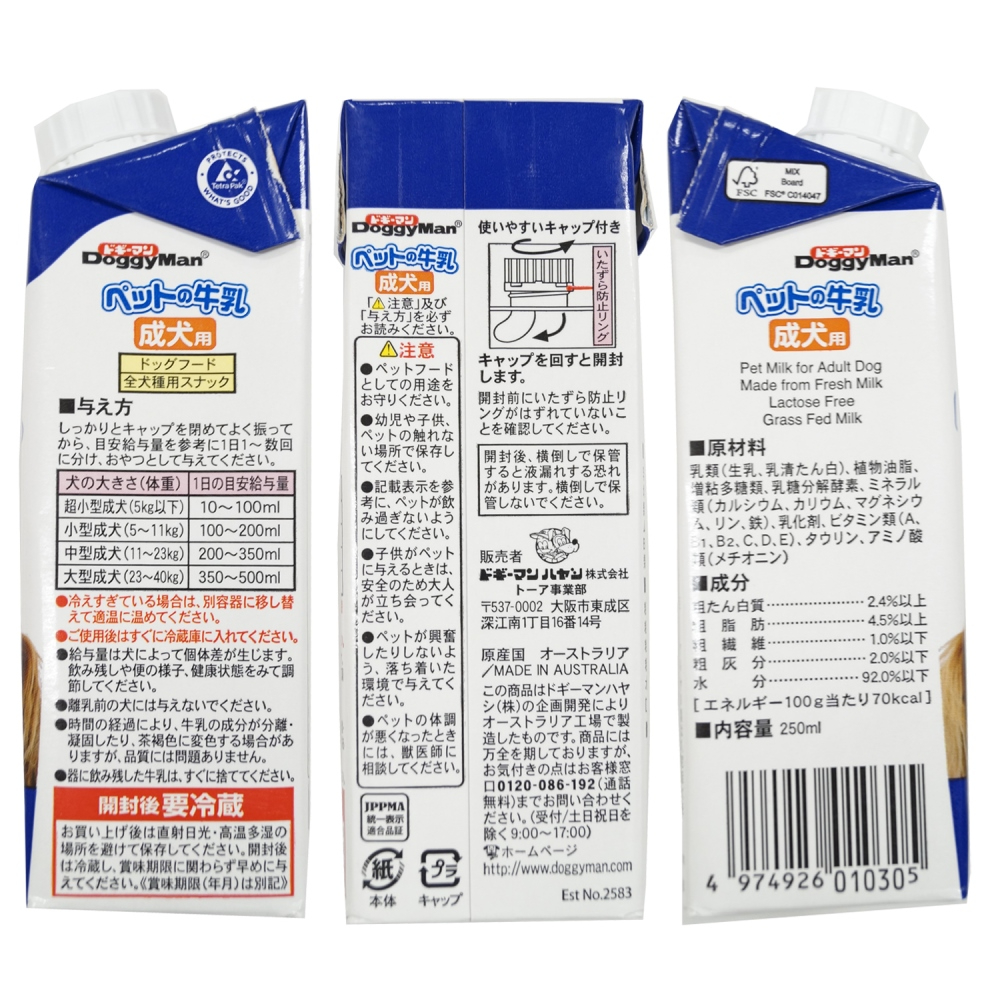 PROTECTS
Tetra Pak®
WHAT'S GOOD
ドギーマン
DoggyMan®
ペットの牛乳
成犬用
ドッグフード
全犬種用スナック
■与え方
しっかりとキャップを閉めてよく振って
から、目安給与量を参考に1日1~数回
に分け、おやつとして与えてください。
犬の大きさ(体重) 1日の目安給与量
超小型成犬(5kg以下) 10~100ml
小型成犬(5~11kg) 100~200ml
中型成犬(11~23kg) 200~350ml
大型成犬(23~40kg) 350~500ml
●冷えすぎている場合は、別容器に移し替
えて適温に温めてください。
●ご使用後はすぐに冷蔵庫に入れてください。
●給与量は犬によって個体差が生じます。
飲み残しや便の様子、健康状態をみて調
節してください。
●離乳前の犬には与えないでください。
●時間の経過により、牛乳の成分が分離・
凝固したり、茶褐色に変色する場合があ
りますが、品質には問題ありません。
●器に飲み残した牛乳は、すぐに捨ててください。
開封後要冷蔵
お買い上げ後は直射日光・高温多湿の
場所を避けて保存してください。開封後
は冷蔵し、賞味期限に関わらず早めに与
えてください。《賞味期限(年月)は別記》
ドギーマン
DoggyMan®
ペットの牛乳
成犬用
「⚠注意」及び
「与え方」を必ず
お読みください。
⚠注意
●ペットフード
としての用途を
お守りください。
●幼児や子供、
ペットの触れな
い場所で保存し
てください。
●記載表示を参
考に、ペットが飲
み過ぎないよう
にしてください。
●子供がペット
に与えるときは、
安全のため大人
が立ち会ってく
ださい。
●ペットが興奮
したりしないよ
う、落ち着いた
環境で与えてく
ださい。
●ペットの体調
が悪くなったとき
には、獣医師に
相談してください。
JPPMA
統一表示
適合品証
紙
本体
プラ
キャップ
使いやすいキャップ付き
いたずら防止リング
キャップを回すと開封
します。
開封前にいたずら防止リ
ングがはずれていないこ
とを確認してください。
開封後、横倒しで保管
すると液漏れする恐れ
があります。横倒しで保
管しないでください。
販売者
ドギーマンハヤシ株式会社
トーア事業部
〒537-0002 大阪市東成区
深江南1丁目16番14号
原産国 オーストラリア
/MADE IN AUSTRALIA
この商品はドギーマンハヤ
シ(株)の企画開発により
オーストラリア工場で製
造したものです。商品には
万全を期しておりますが、
お気付きの点はお客様窓
口0120-086-192(通話
無料)までお問い合わせく
ださい。(受付/土日祝日を
除く9:00~17:00)
ホームページ
http://www.doggyman.com
Est No.2583
FSC
MIX
Board
FSC® C014047
ドギーマン
DoggyMan®
ペットの牛乳
成犬用
Pet Milk for Adult Dog
Made from Fresh Milk
Lactose Free
Grass Fed Milk
■原材料
乳類(生乳、乳清たん白)、植物油脂、
増粘多糖類、乳糖分解酵素、ミネラル
類(カルシウム、カリウム、マグネシウ
ム、リン、鉄)、乳化剤、ビタミン類(A、
B1、B2、C、D、E)、タウリン、アミノ酸
類(メチオニン)
■成分
粗たん白質 2.4%以上
粗脂肪 4.5%以上
粗繊維 1.0%以下
粗灰分 2.0%以下
水分 92.0%以下
[エネルギー100g当たり70kcal]
■内容量 250ml
4 974926 010305